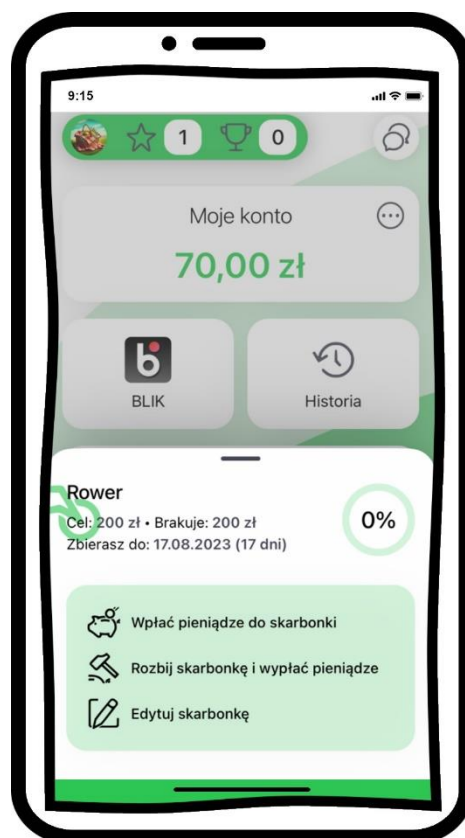 9:15
1 0
Moje konto
70,00 zł
BLIK Historia
Rower
Cel: 200 zł • Brakuje: 200 zł
Zbierasz do: 17.08.2023 (17 dni)
0%
Wpłać pieniądze do skarbonki
Rozbij skarbonkę i wypłać pieniądze
Edytuj skarbonkę